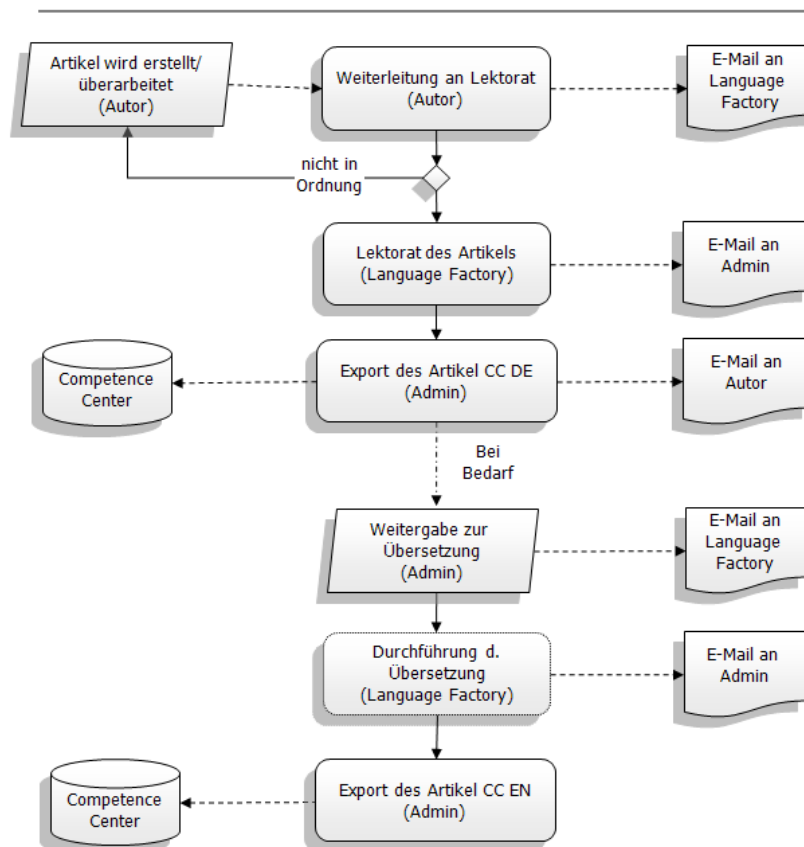 Artikel wird erstellt/
überarbeitet
(Autor)
Weiterleitung an Lektorat
(Autor)
E-Mail an
Language
Factory
nicht in
Ordnung
Lektorat des Artikels
(Language Factory)
E-Mail an
Admin
Competence
Center
Export des Artikel CC DE
(Admin)
E-Mail an
Autor
Bei
Bedarf
Weitergabe zur
Übersetzung
(Admin)
E-Mail an
Language
Factory
Durchführung d.
Übersetzung
(Language Factory)
E-Mail an
Admin
Competence
Center
Export des Artikel CC EN
(Admin)